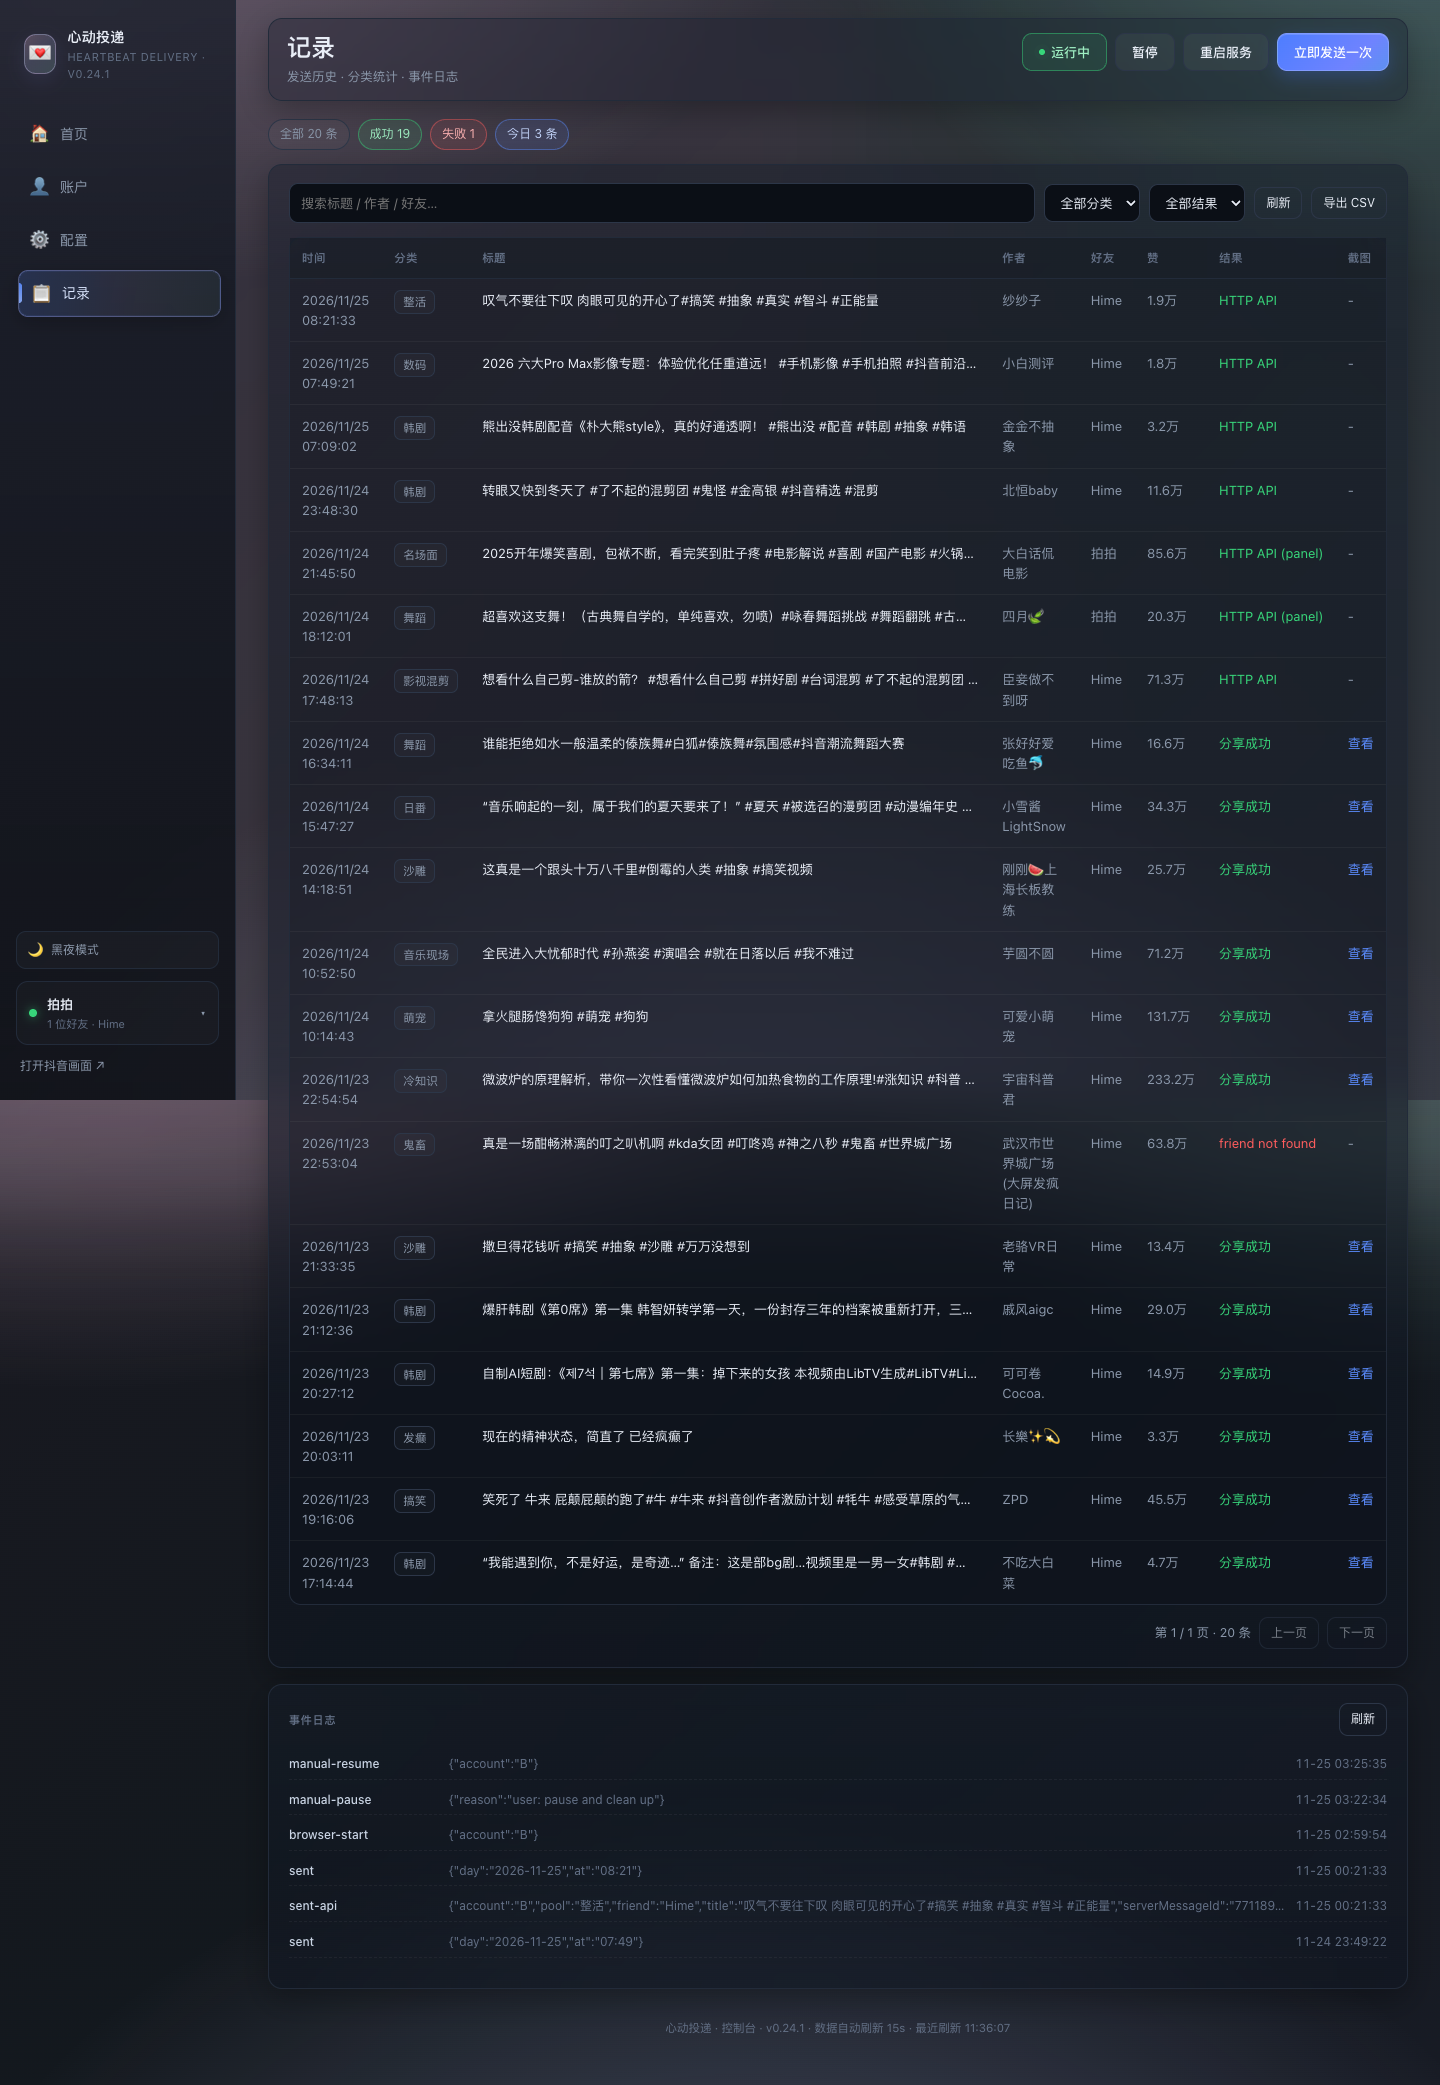 心动投递
HEARTBEAT DELIVERY ·
V0.24.1
首页
账户
配置
记录
黑夜模式
拍拍
1 位好友 · Hime
打开抖音画面 ↗
记录
发送历史 · 分类统计 · 事件日志
运行中
暂停
重启服务
立即发送一次
全部 20 条
成功 19
失败 1
今日 3 条
搜索标题 / 作者 / 好友...
全部分类
全部结果
刷新
导出 CSV
时间 分类 标题 作者 好友 赞 结果 截图
2026/11/25 整活 叹气不要往下叹 肉眼可见的开心了#搞笑 #抽象 #真实 #智斗 #正能量 纱纱子 Hime 1.9万 HTTP API -
08:21:33
2026/11/25 数码 2026 六大Pro Max影像专题：体验优化任重道远！ #手机影像 #手机拍照 #抖音前沿... 小白测评 Hime 1.8万 HTTP API -
07:49:21
2026/11/25 韩剧 熊出没韩剧配音《朴大熊style》，真的好通透啊！ #熊出没 #配音 #韩剧 #抽象 #韩语 金金不抽 Hime 3.2万 HTTP API -
07:09:02 象
2026/11/24 韩剧 转眼又快到冬天了 #了不起的混剪团 #鬼怪 #金高银 #抖音精选 #混剪 北恒baby Hime 11.6万 HTTP API -
23:48:30
2026/11/24 名场面 2025开年爆笑喜剧，包袱不断，看完笑到肚子疼 #电影解说 #喜剧 #国产电影 #火锅... 大白话侃 拍拍 85.6万 HTTP API (panel) -
21:45:50 电影
2026/11/24 舞蹈 超喜欢这支舞！（古典舞自学的，单纯喜欢，勿喷）#咏春舞蹈挑战 #舞蹈翻跳 #古... 四月🌿 拍拍 20.3万 HTTP API (panel) -
18:12:01
2026/11/24 影视混剪 想看什么自己剪-谁放的箭？ #想看什么自己剪 #拼好剧 #台词混剪 #了不起的混剪团 ... 臣妾做不 Hime 71.3万 HTTP API -
17:48:13 到呀
2026/11/24 舞蹈 谁能拒绝如水一般温柔的傣族舞#白狐#傣族舞#氛围感#抖音潮流舞蹈大赛 张好好爱 Hime 16.6万 分享成功 查看
16:34:11 吃鱼🐬
2026/11/24 日番 “音乐响起的一刻，属于我们的夏天要来了！” #夏天 #被选召的漫剪团 #动漫编年史 ... 小雪酱 Hime 34.3万 分享成功 查看
15:47:27 LightSnow
2026/11/24 沙雕 这真是一个跟头十万八千里#倒霉的人类 #抽象 #搞笑视频 刚刚🍉上 Hime 25.7万 分享成功 查看
14:18:51 海长板教
练
2026/11/24 音乐现场 全民进入大忧郁时代 #孙燕姿 #演唱会 #就在日落以后 #我不难过 芋圆不圆 Hime 71.2万 分享成功 查看
10:52:50
2026/11/24 萌宠 拿火腿肠馋狗狗 #萌宠 #狗狗 可爱小萌 Hime 131.7万 分享成功 查看
10:14:43 宠
2026/11/23 冷知识 微波炉的原理解析，带你一次性看懂微波炉如何加热食物的工作原理!#涨知识 #科普 ... 宇宙科普 Hime 233.2万 分享成功 查看
22:54:54 君
2026/11/23 鬼畜 真是一场酣畅淋漓的叮之叭机啊 #kda女团 #叮咚鸡 #神之八秒 #鬼畜 #世界城广场 武汉市世 Hime 63.8万 friend not found -
22:53:04 界城广场
(大屏发疯
日记)
2026/11/23 沙雕 撒旦得花钱听 #搞笑 #抽象 #沙雕 #万万没想到 老骆VR日 Hime 13.4万 分享成功 查看
21:33:35 常
2026/11/23 韩剧 爆肝韩剧《第0席》第一集 韩智妍转学第一天，一份封存三年的档案被重新打开，三... 戚风aigc Hime 29.0万 分享成功 查看
21:12:36
2026/11/23 韩剧 自制AI短剧：《제7석 | 第七席》第一集：掉下来的女孩 本视频由LibTV生成#LibTV#Li... 可可卷 Hime 14.9万 分享成功 查看
20:27:12 Cocoa.
2026/11/23 发癫 现在的精神状态，简直了 已经疯癫了 长樂✨💫 Hime 3.3万 分享成功 查看
20:03:11
2026/11/23 搞笑 笑死了 牛来 屁颠屁颠的跑了#牛 #牛来 #抖音创作者激励计划 #牦牛 #感受草原的气... ZPD Hime 45.5万 分享成功 查看
19:16:06
2026/11/23 韩剧 “我能遇到你，不是好运，是奇迹...” 备注：这是部bg剧...视频里是一男一女#韩剧 #... 不吃大白 Hime 4.7万 分享成功 查看
17:14:44 菜
第 1 / 1 页 · 20 条 上一页 下一页
事件日志
刷新
manual-resume {"account":"B"} 11-25 03:25:35
manual-pause {"reason":"user: pause and clean up"} 11-25 03:22:34
browser-start {"account":"B"} 11-25 02:59:54
sent {"day":"2026-11-25","at":"08:21"} 11-25 00:21:33
sent-api {"account":"B","pool":"整活","friend":"Hime","title":"叹气不要往下叹 肉眼可见的开心了#搞笑 #抽象 #真实 #智斗 #正能量","serverMessageId":"771189... 11-25 00:21:33
sent {"day":"2026-11-25","at":"07:49"} 11-24 23:49:22
心动投递 · 控制台 · v0.24.1 · 数据自动刷新 15s · 最近刷新 11:36:07